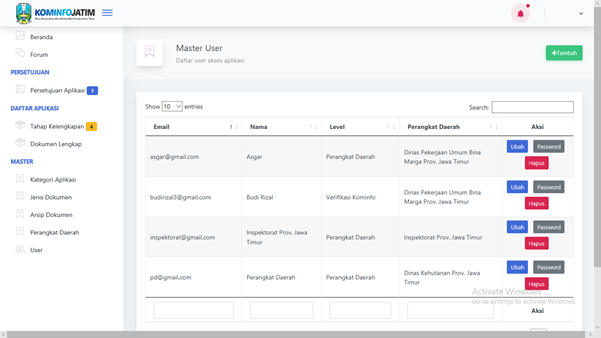 KOMINFOJATIM
Beranda
Forum
PERSETUJUAN
Persetujuan Aplikasi 1
DAFTAR APLIKASI
Tahap Kelengkapan 4
Dokumen Lengkap
MASTER
Kategori Aplikasi
Jenis Dokumen
Arsip Dokumen
Perangkat Daerah
User
Master User
Daftar user akses aplikasi
+Tambah
Show 10 entries
Search:
Email Nama Level Perangkat Daerah Aksi
asgar@gmail.com Asgar Perangkat Daerah Dinas Pekerjaan Umum Bina Marga Prov. Jawa Timur Ubah Password Hapus
budirizal3@gmail.com Budi Rizal Verifikasi Kominfo Dinas Pekerjaan Umum Bina Marga Prov. Jawa Timur Ubah Password Hapus
inspektorat@gmail.com Inspektorat Prov. Jawa Timur Perangkat Daerah Inspektorat Prov. Jawa Timur Ubah Password Hapus
pd@gmail.com Perangkat Daerah Perangkat Daerah Dinas Kehutanan Prov. Jawa Timur Ubah Password Hapus
Aksi
Activate Windows
Go to Settings to activate Windows.